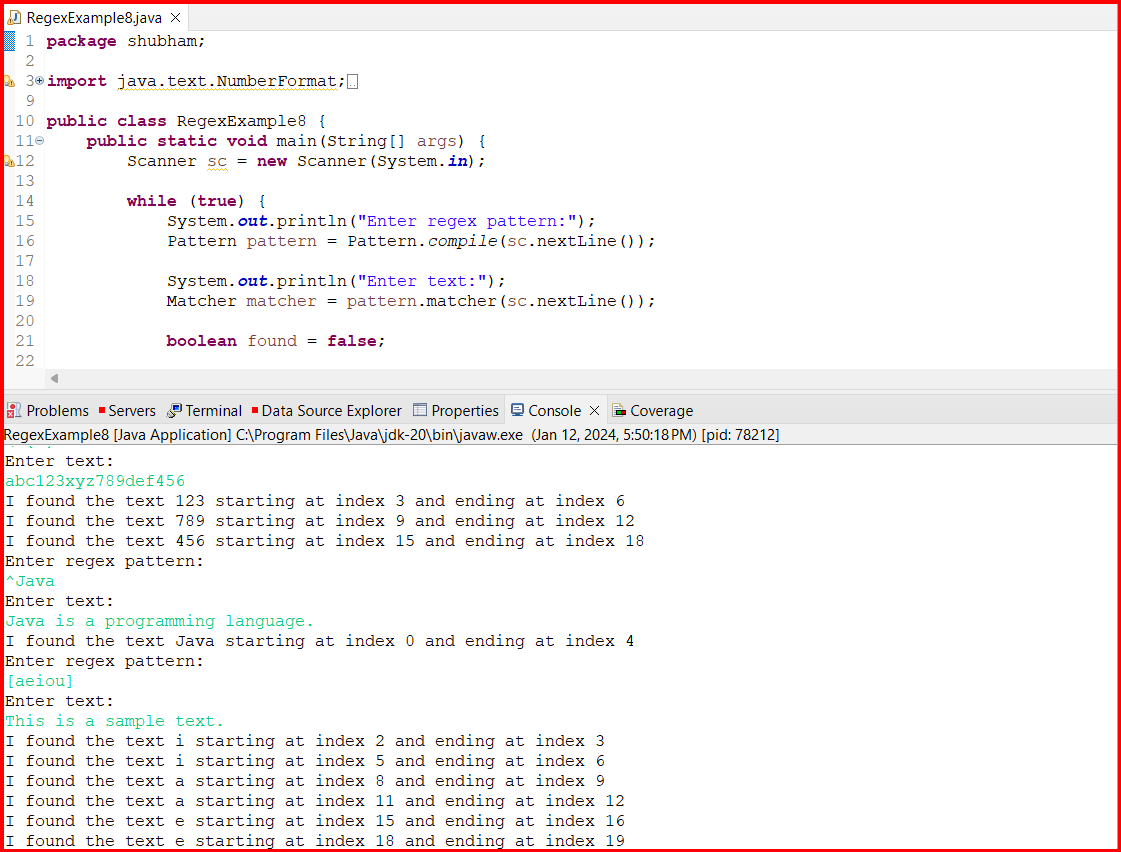 RegexExample8.java
1 package shubham;
2
3 import java.text.NumberFormat;
9
10 public class RegexExample8 {
11 public static void main(String[] args) {
12 Scanner sc = new Scanner(System.in);
13
14 while (true) {
15 System.out.println("Enter regex pattern:");
16 Pattern pattern = Pattern.compile(sc.nextLine());
17
18 System.out.println("Enter text:");
19 Matcher matcher = pattern.matcher(sc.nextLine());
20
21 boolean found = false;
22
Problems Servers Terminal Data Source Explorer Properties Console Coverage
RegexExample8 [Java Application] C:\Program Files\Java\jdk-20\bin\javaw.exe (Jan 12, 2024, 5:50:18 PM) [pid: 78212]
Enter text:
abc123xyz789def456
I found the text 123 starting at index 3 and ending at index 6
I found the text 789 starting at index 9 and ending at index 12
I found the text 456 starting at index 15 and ending at index 18
Enter regex pattern:
^Java
Enter text:
Java is a programming language.
I found the text Java starting at index 0 and ending at index 4
Enter regex pattern:
[aeiou]
Enter text:
This is a sample text.
I found the text i starting at index 2 and ending at index 3
I found the text i starting at index 5 and ending at index 6
I found the text a starting at index 8 and ending at index 9
I found the text a starting at index 11 and ending at index 12
I found the text e starting at index 15 and ending at index 16
I found the text e starting at index 18 and ending at index 19